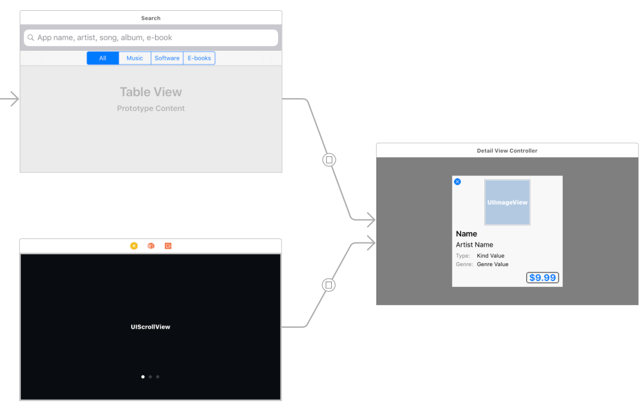 Search
App name, artist, song, album, e-book
All Music Software E-books
Table View
Prototype Content
Detail View Controller
UIImageView
Name
Artist Name
Type: Kind Value
Genre: Genre Value
$9.99
UIScrollView